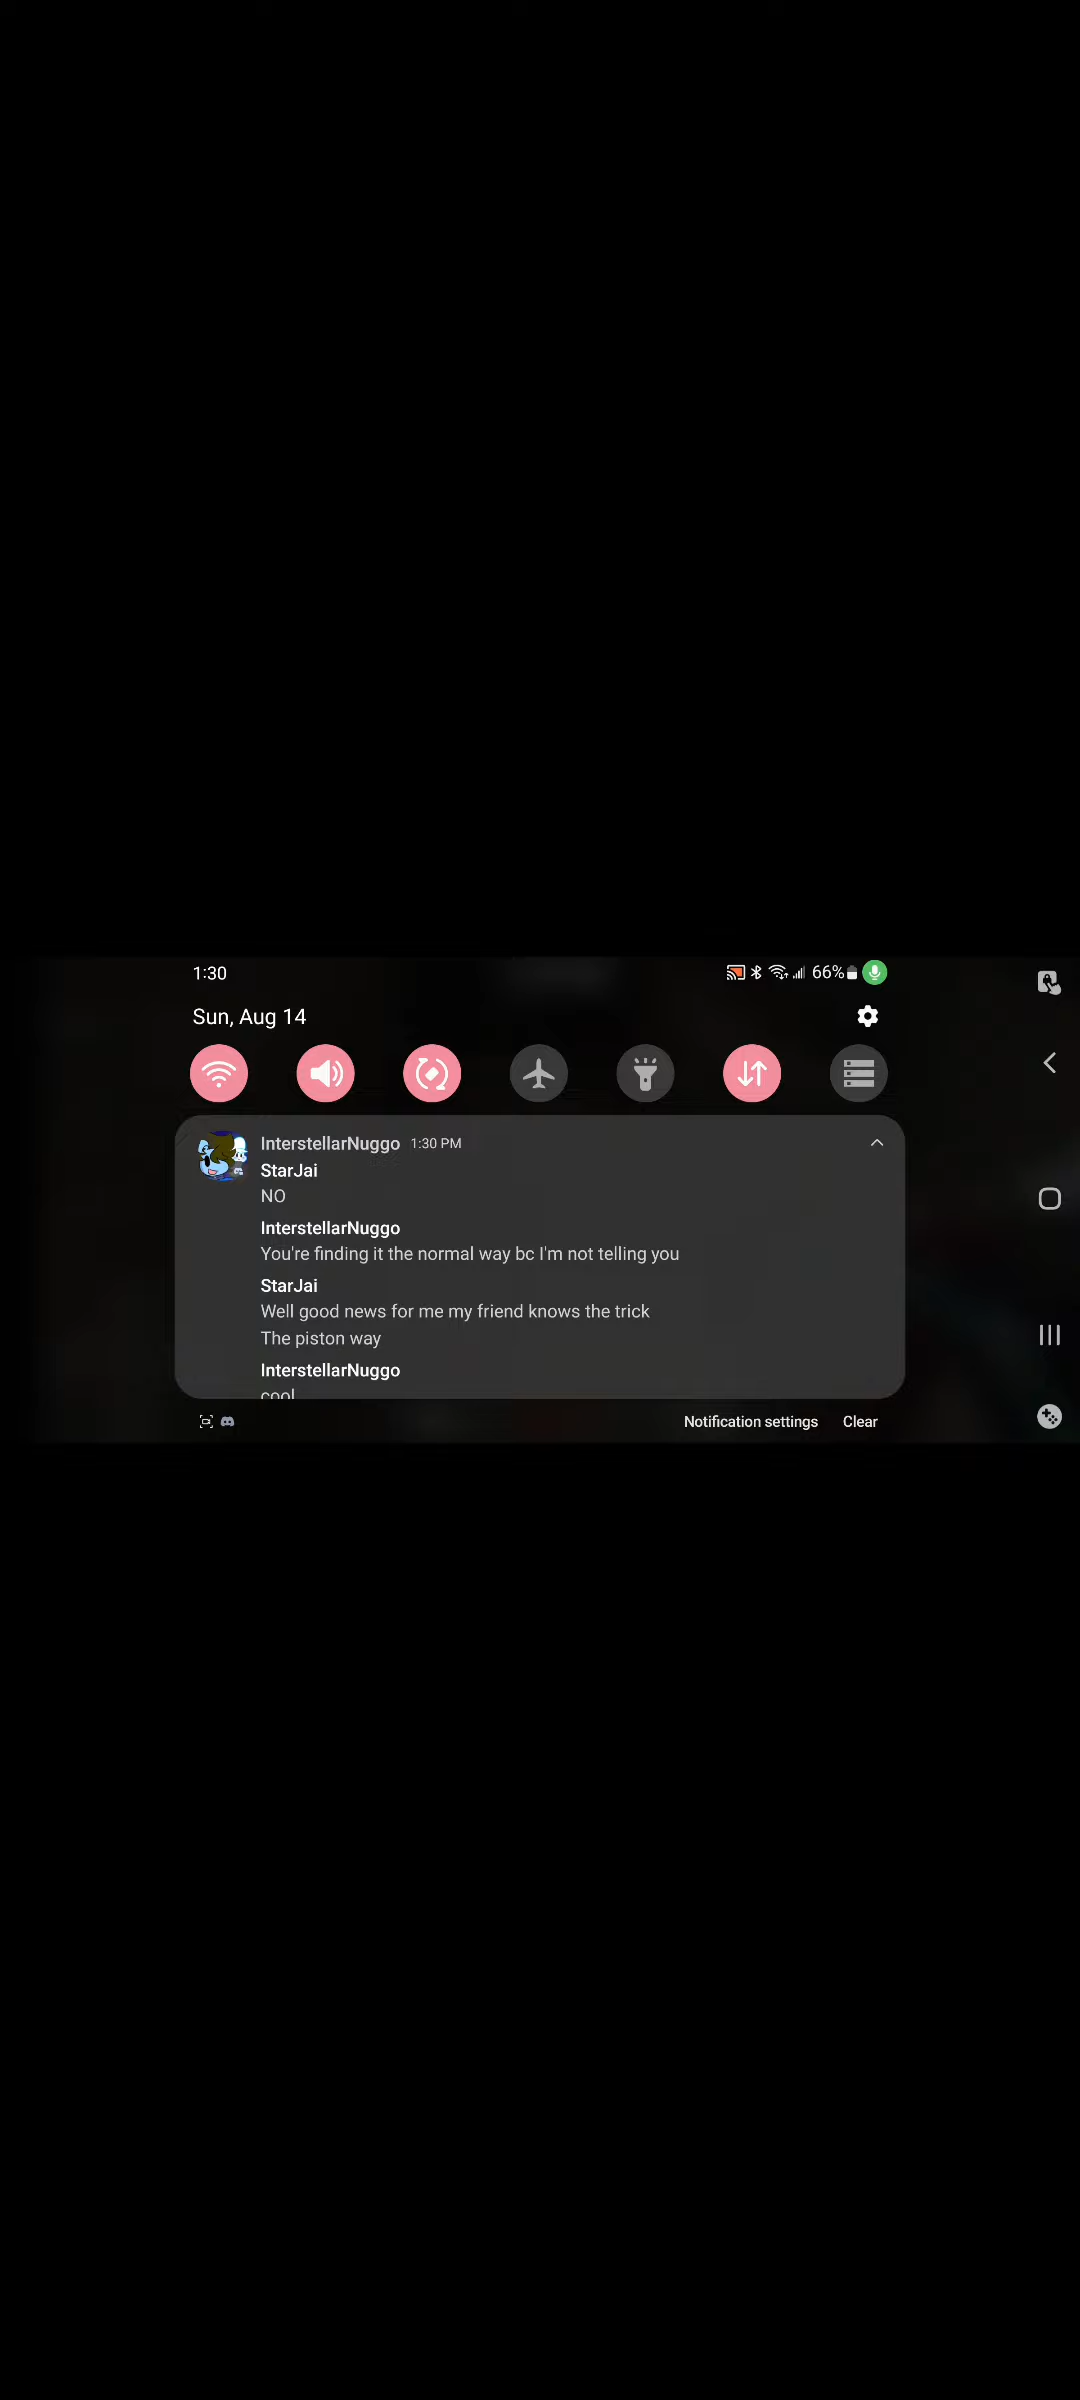 1:30
66%
Sun, Aug 14
InterstellarNuggo 1:30 PM
StarJai
NO
InterstellarNuggo
You're finding it the normal way bc I'm not telling you
StarJai
Well good news for me my friend knows the trick
The piston way
InterstellarNuggo
cool
Notification settings Clear